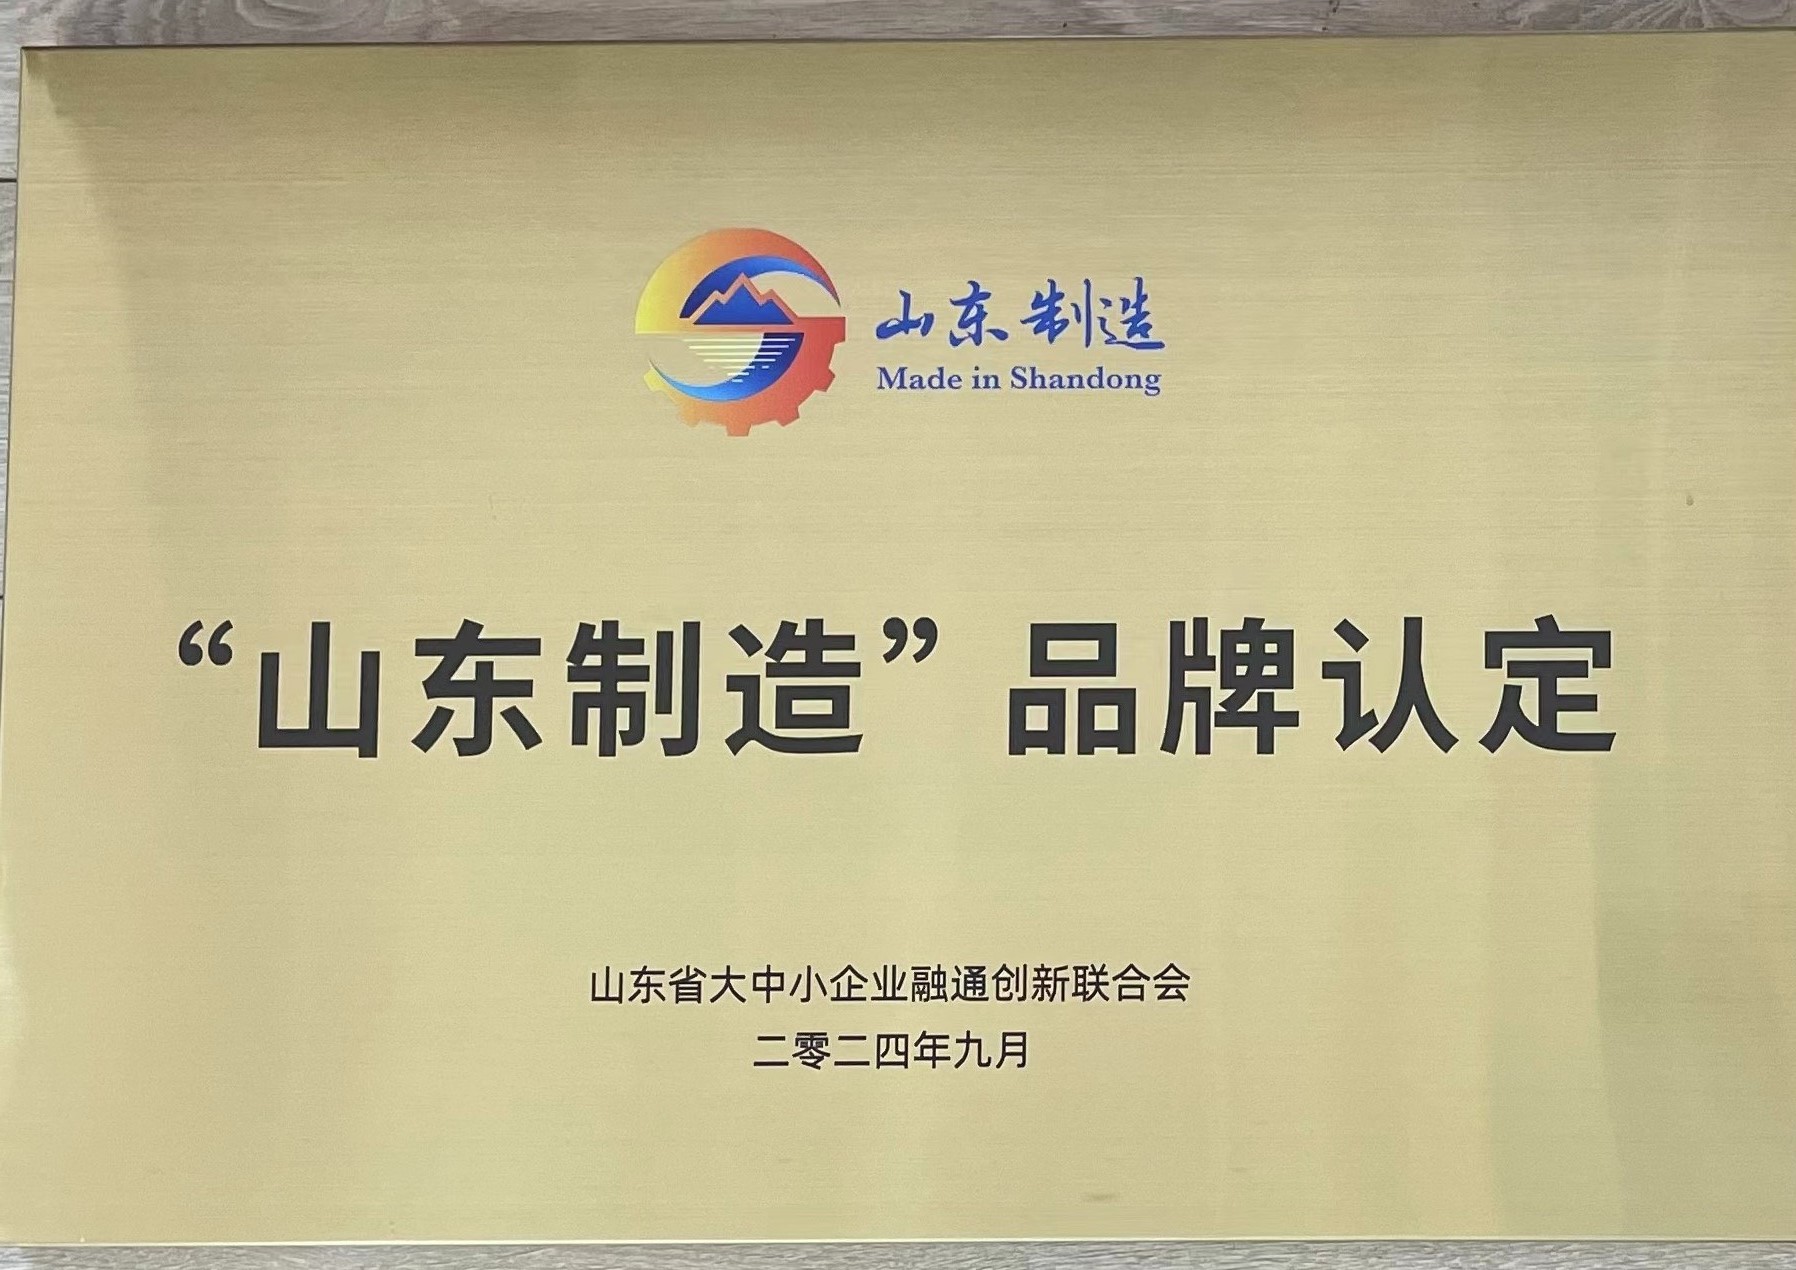 山东制造
Made in Shandong
“山东制造”品牌认定
山东省大中小企业融通创新联合会
二零二四年九月